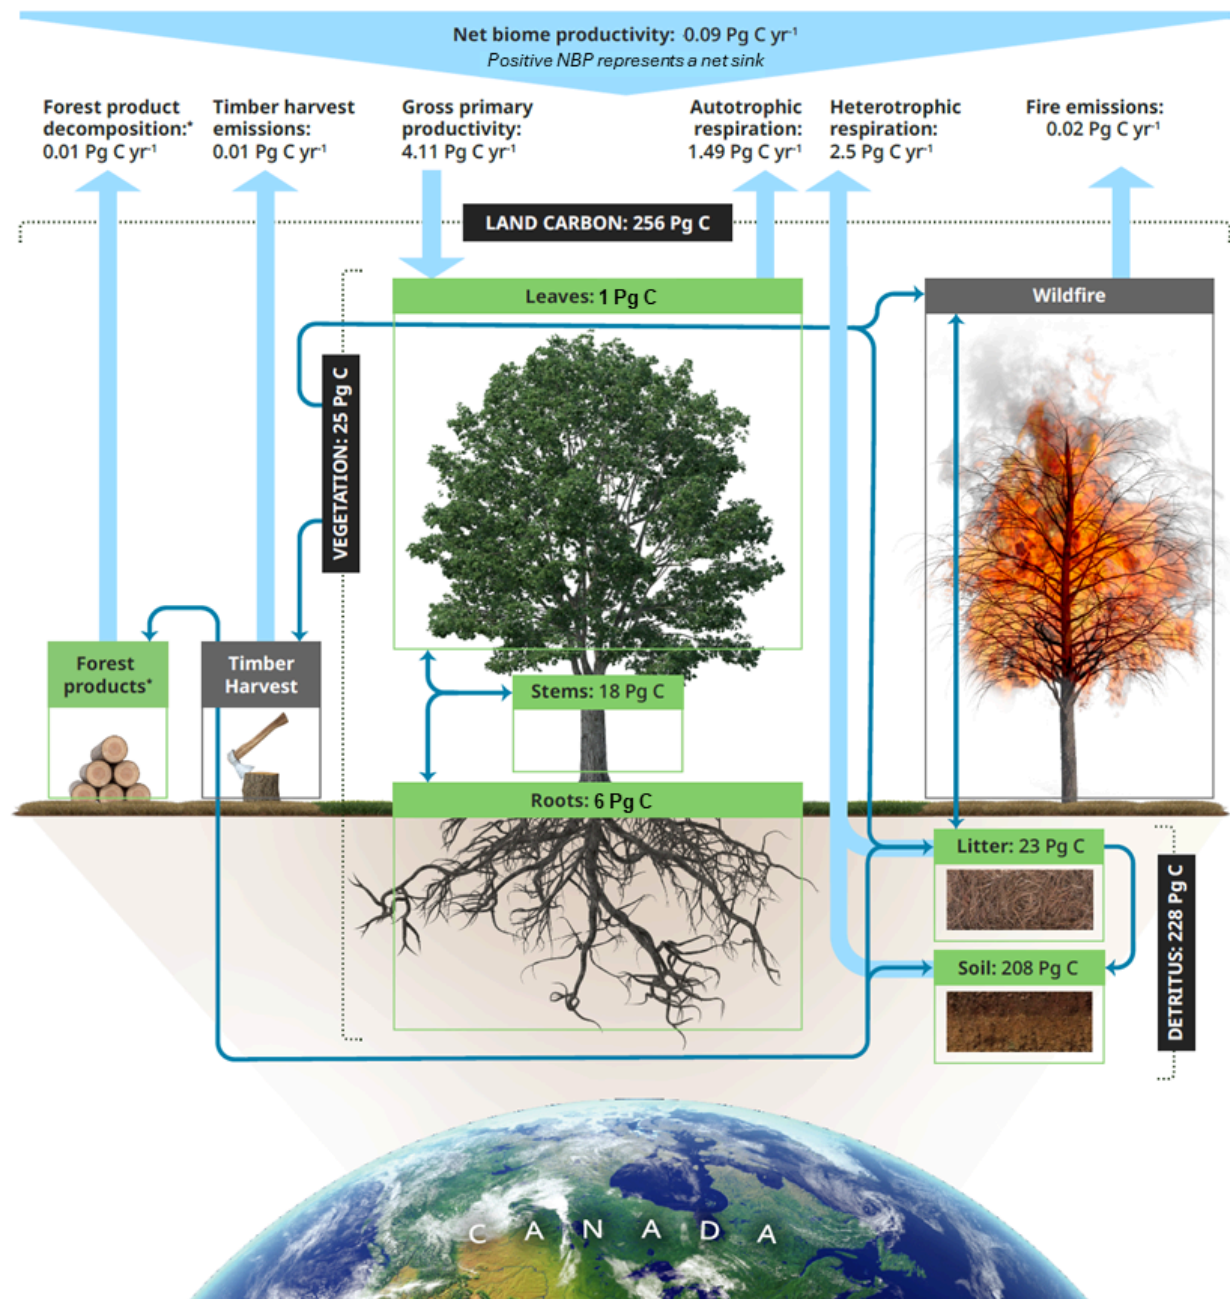 Net biome productivity: 0.09 Pg C yr⁻¹
Positive NBP represents a net sink
Forest product
decomposition:*
0.01 Pg C yr⁻¹
Timber harvest
emissions:
0.01 Pg C yr⁻¹
Gross primary
productivity:
4.11 Pg C yr⁻¹
Autotrophic
respiration:
1.49 Pg C yr⁻¹
Heterotrophic
respiration:
2.5 Pg C yr⁻¹
Fire emissions:
0.02 Pg C yr⁻¹
LAND CARBON: 256 Pg C
Leaves: 1 Pg C
Wildfire
VEGETATION: 25 Pg C
Forest
products*
Timber
Harvest
Stems: 18 Pg C
Roots: 6 Pg C
Litter: 23 Pg C
Soil: 208 Pg C
DETRITUS: 228 Pg C
CANADA